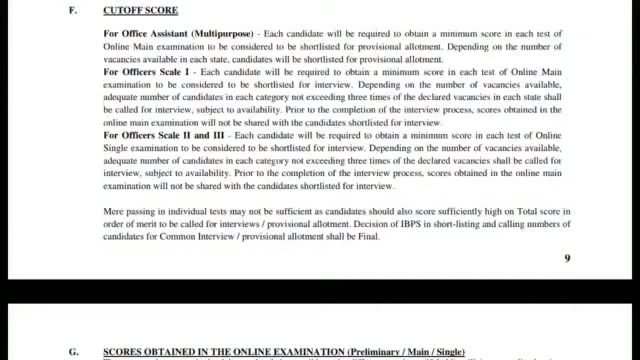 F. CUTOFF SCORE
For Office Assistant (Multipurpose) - Each candidate will be required to obtain a minimum score in each test of
Online Main examination to be considered to be shortlisted for provisional allotment. Depending on the number of
vacancies available in each state, candidates will be shortlisted for provisional allotment.
For Officers Scale I - Each candidate will be required to obtain a minimum score in each test of Online Main
examination to be considered to be shortlisted for interview. Depending on the number of vacancies available,
adequate number of candidates in each category not exceeding three times of the declared vacancies in each state shall
be called for interview, subject to availability. Prior to the completion of the interview process, scores obtained in the
online main examination will not be shared with the candidates shortlisted for interview.
For Officers Scale II and III - Each candidate will be required to obtain a minimum score in each test of Online
Single examination to be considered to be shortlisted for interview. Depending on the number of vacancies available,
adequate number of candidates in each category not exceeding three times of the declared vacancies shall be called for
interview, subject to availability. Prior to the completion of the interview process, scores obtained in the online main
examination will not be shared with the candidates shortlisted for interview.
Mere passing in individual tests may not be sufficient as candidates should also score sufficiently high on Total score in
order of merit to be called for interviews / provisional allotment. Decision of IBPS in short-listing and calling numbers of
candidates for Common Interview / provisional allotment shall be Final.
9
G. SCORES OBTAINED IN THE ONLINE EXAMINATION (Preliminary / Main / Single)